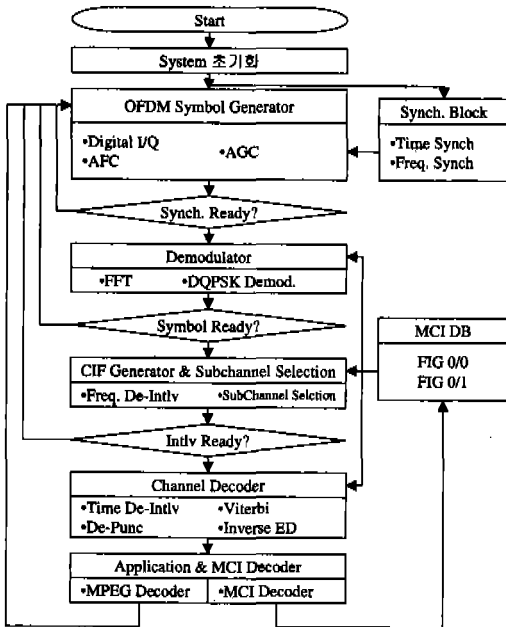 Start
System 초기화
OFDM Symbol Generator
•Digital I/Q
•AFC
•AGC
Synch. Block
•Time Synch
•Freq. Synch
Synch. Ready?
Demodulator
•FFT
•DQPSK Demod.
Symbol Ready?
MCI DB
FIG 0/0
FIG 0/1
CIF Generator & Subchannel Selection
•Freq. De-Intlv
•SubChannel Selection
Intlv Ready?
Channel Decoder
•Time De-Intlv
•Viterbi
•De-Punc
•Inverse ED
Application & MCI Decoder
•MPEG Decoder
•MCI Decoder